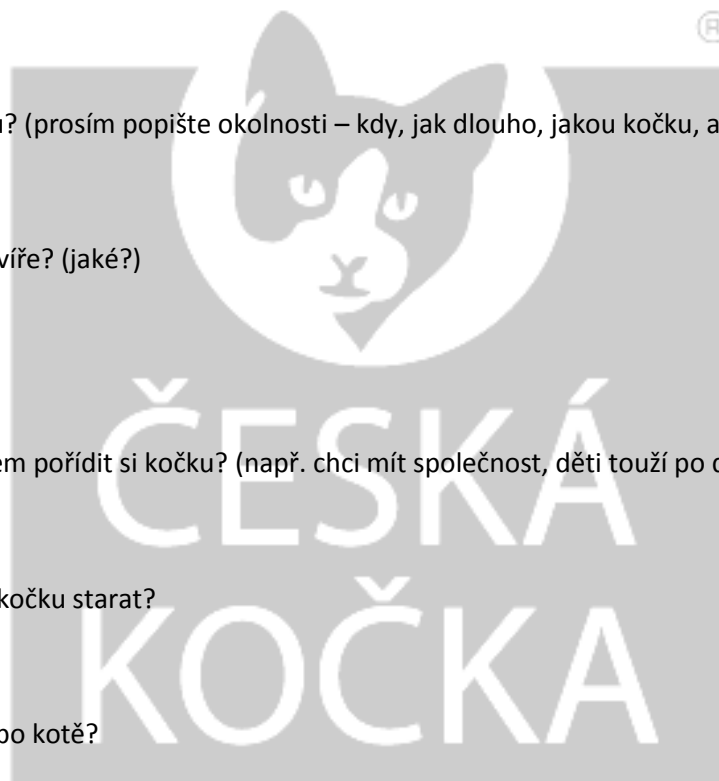 ®
? (prosím popište okolnosti – kdy, jak dlouho, jakou kočku, a
víře? (jaké?)
ČESKÁ
em pořídit si kočku? (např. chci mít společnost, děti touží po
kočku starat?
KOČKA
bo kotě?